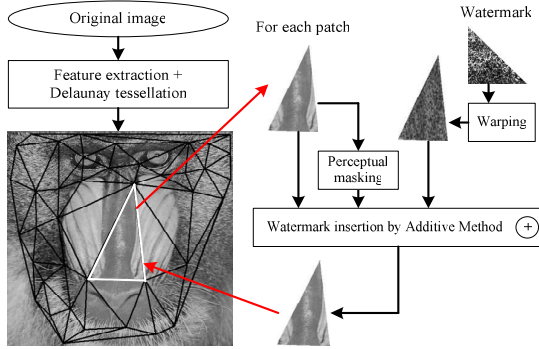 Original image
Feature extraction +
Delaunay tessellation
For each patch
Watermark
Warping
Perceptual
masking
Watermark insertion by Additive Method +